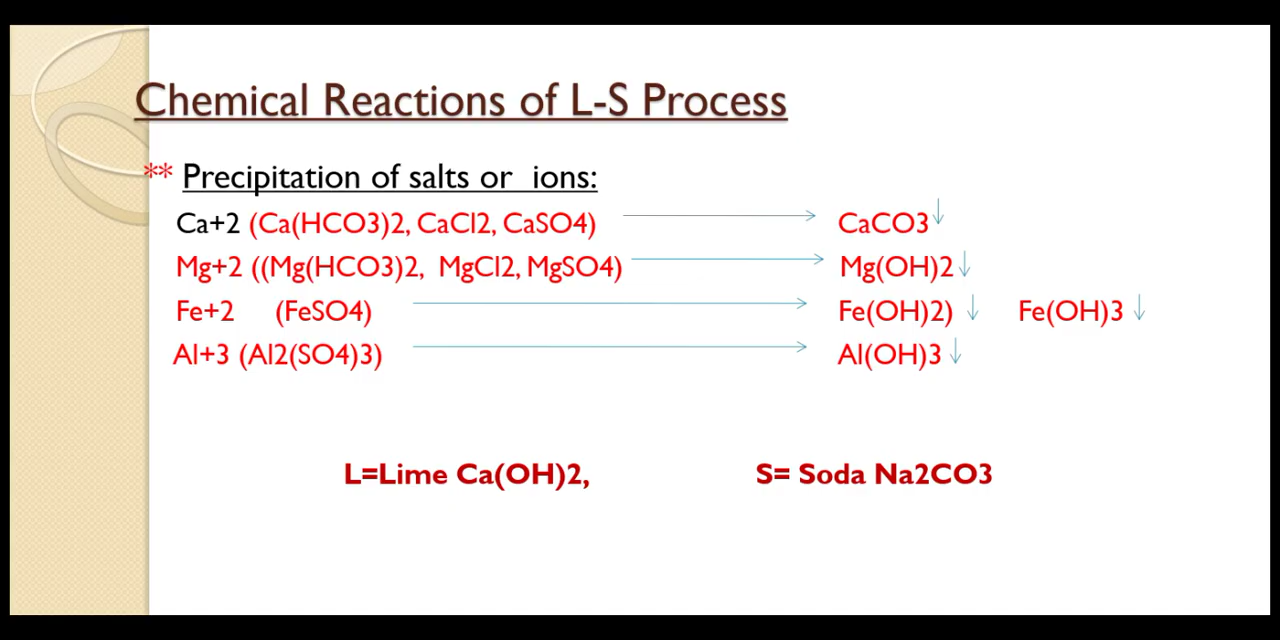 Chemical Reactions of L-S Process
** Precipitation of salts or ions:
Ca+2 (Ca(HCO3)2, CaCl2, CaSO4) → CaCO3↓
Mg+2 ((Mg(HCO3)2, MgCl2, MgSO4) → Mg(OH)2↓
Fe+2 (FeSO4) → Fe(OH)2) ↓ Fe(OH)3 ↓
Al+3 (Al2(SO4)3) → Al(OH)3 ↓
L=Lime Ca(OH)2, S= Soda Na2CO3